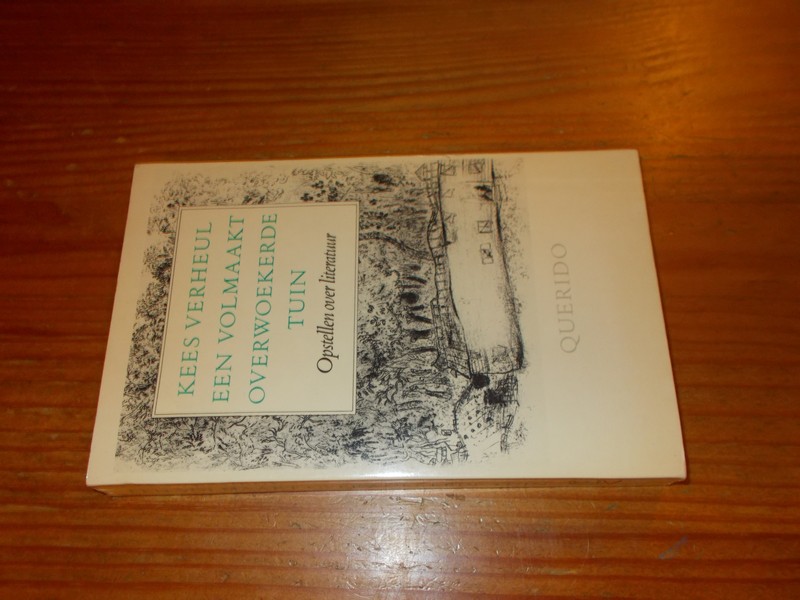 KEES VERHEUL
EEN VOLMAAKT
OVERWOEKERDE
TUIN
Opstellen over literatuur
QUERIDO